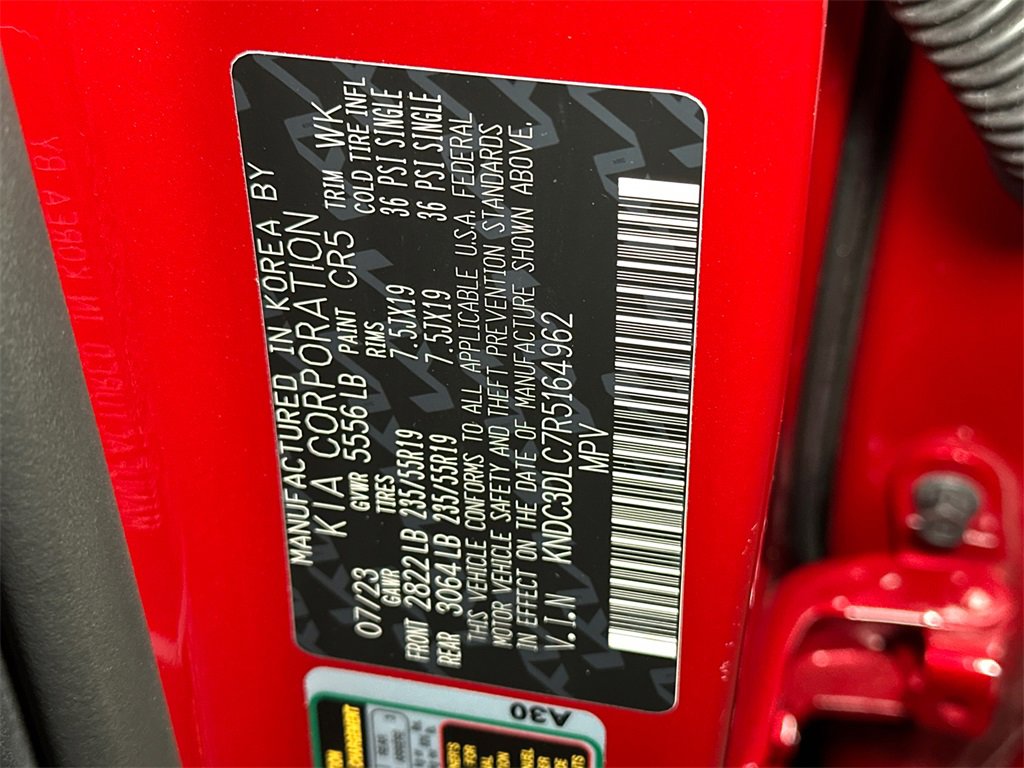 MANUFACTURED IN KOREA BY
KIA CORPORATION
07/23 GVWR 5556 LB PAINT CR5 TRIM WK
GAWR TIRES RIMS COLD TIRE INFL
FRONT 2822LB 235/55R19 7.5JX19 36 PSI SINGLE
REAR 3064LB 235/55R19 7.5JX19 36 PSI SINGLE
THIS VEHICLE CONFORMS TO ALL APPLICABLE U.S.A. FEDERAL
MOTOR VEHICLE SAFETY AND THEFT PREVENTION STANDARDS
IN EFFECT ON THE DATE OF MANUFACTURE SHOWN ABOVE.
V.I.N KNDC3DLC7R5164962
MPV
A30